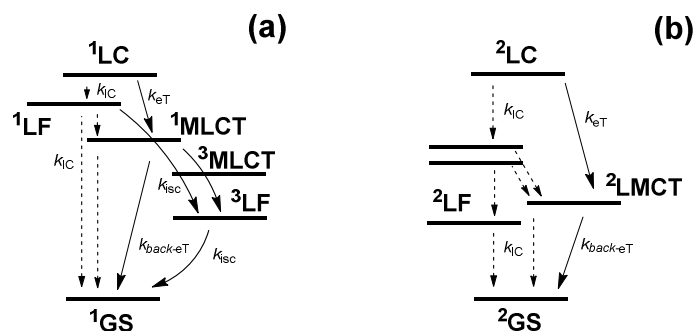 (a)
¹LC
kIC
keT
¹LF
¹MLCT
³MLCT
kIC
kisc
³LF
kback-eT
kisc
¹GS
(b)
²LC
kIC
keT
²LMCT
²LF
kIC
kback-eT
²GS